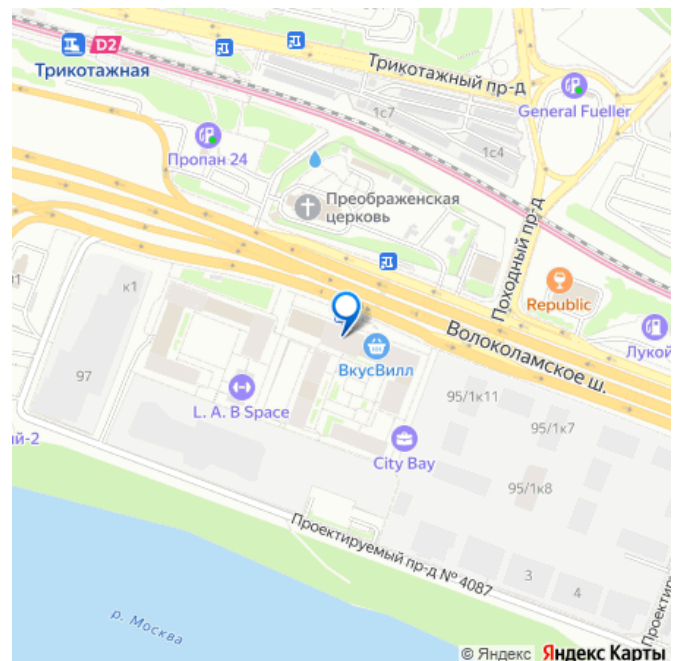 D2
Трикотажная
Трикотажный пр-д
General Fueller
1с7
Пропан 24
1с4
Преображенская
церковь
Походный пр-д
к1
Republic
Волоколамское ш.
Лукой
ВкусВилл
97
L. A. B Space
95/1к11
95/1к7
ий-2
City Bay
95/1к8
Проектируемый пр-д № 4087
3
4
р. Москва
Проекти
© Яндекс Яндекс Карты